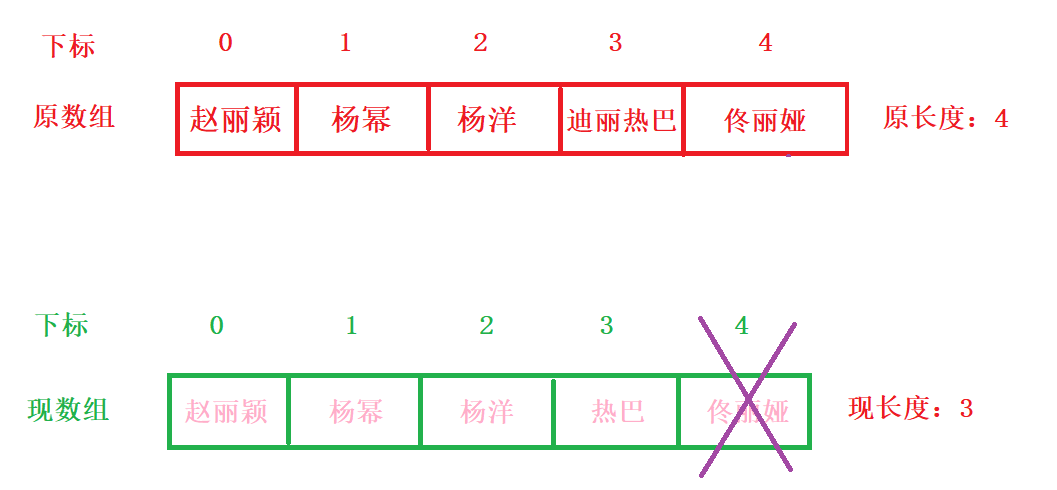 下标 0 1 2 3 4
原数组 赵丽颖 杨幂 杨洋 迪丽热巴 佟丽娅 原长度：4
下标 0 1 2 3 4
现数组 赵丽颖 杨幂 杨洋 热巴 佟丽娅 现长度：3